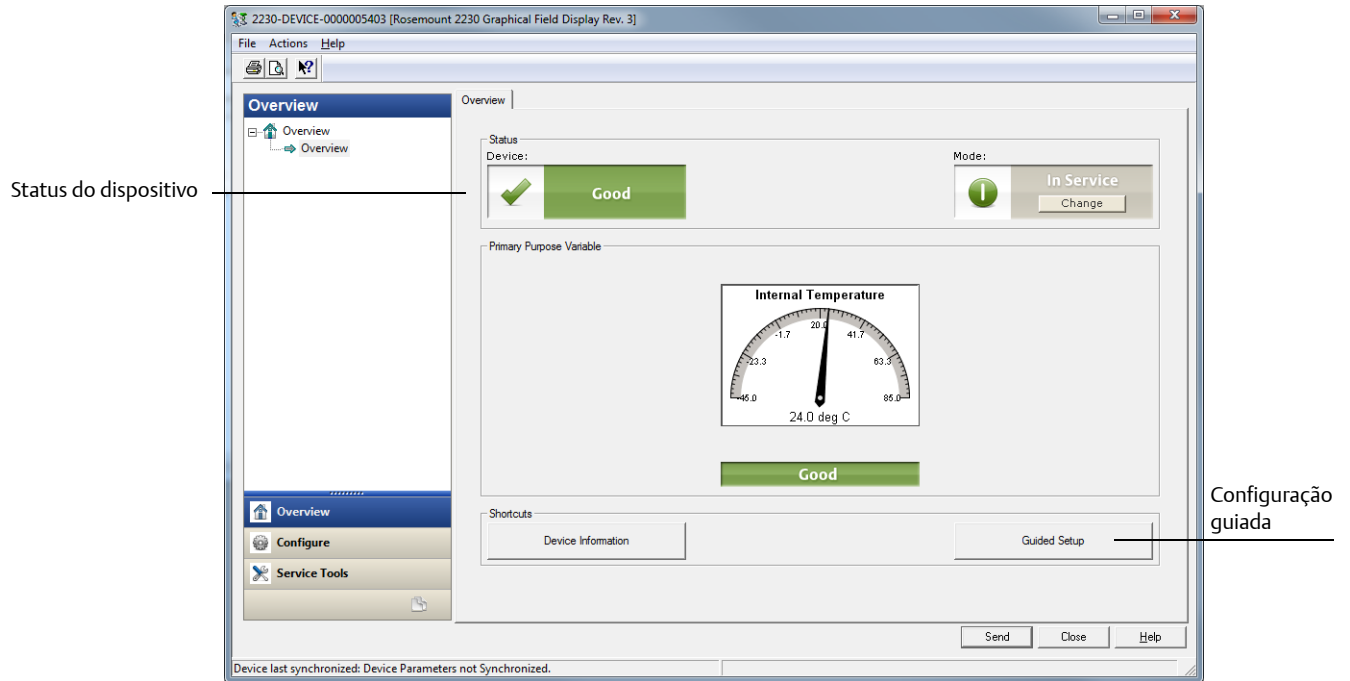 2230-DEVICE-0000005403 [Rosemount 2230 Graphical Field Display Rev. 3]
File Actions Help
Overview
Overview
Overview
Overview
Status do dispositivo
Status
Device:
Good
Mode:
In Service
Change
Primary Purpose Variable
Internal Temperature
-45.0
-23.3
-1.7
20.0
41.7
63.3
85.0
24.0 deg C
Good
Overview
Configure
Service Tools
Shortcuts
Device Information
Guided Setup
Configuração
guiada
Send Close Help
Device last synchronized: Device Parameters not Synchronized.